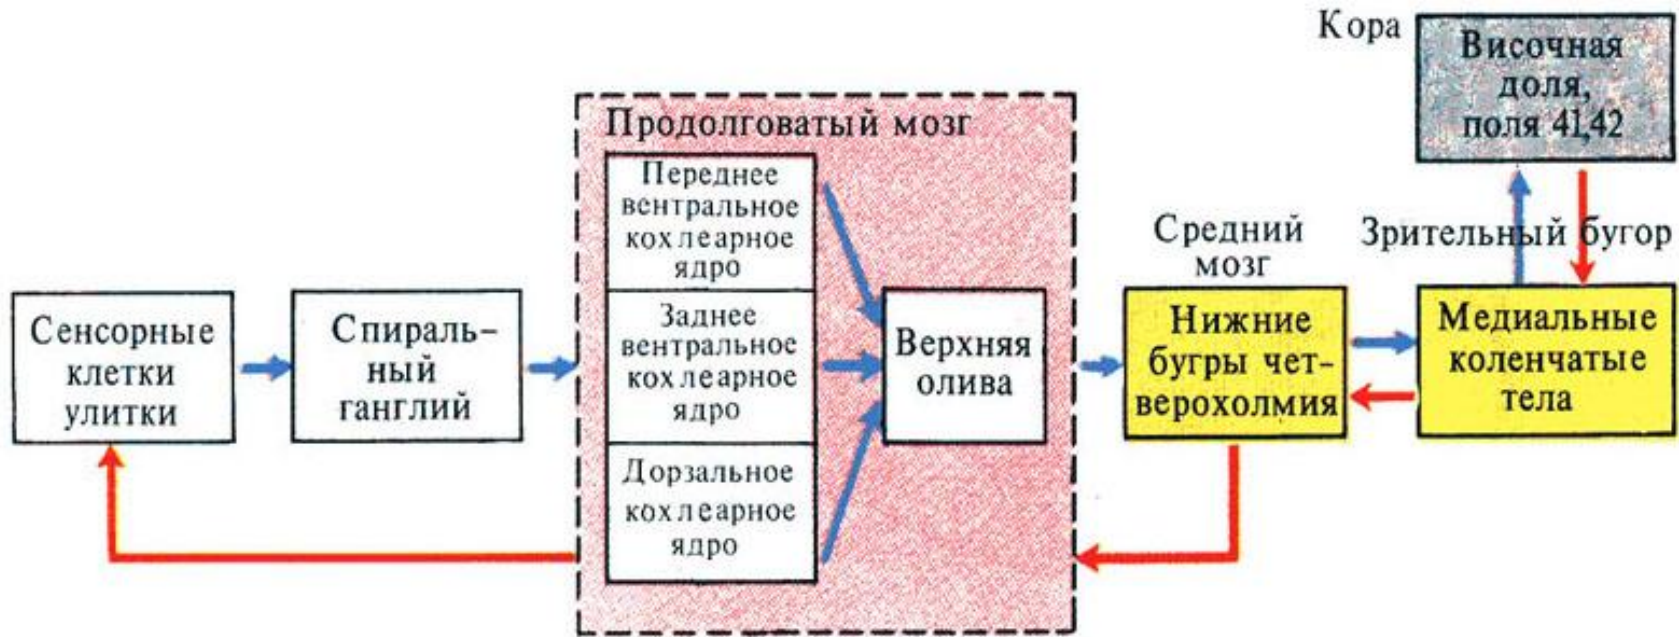 Кора
Височная
доля,
поля 41,42
Продолговатый мозг
Переднее
вентральное
кохлеарное
ядро
Заднее
вентральное
кохлеарное
ядро
Дорзальное
кохлеарное
ядро
Верхняя
олива
Сенсорные
клетки
улитки
Спираль-
ный
ганглий
Средний
мозг
Нижние
бугры чет-
верохолмия
Зрительный бугор
Медиальные
коленчатые
тела